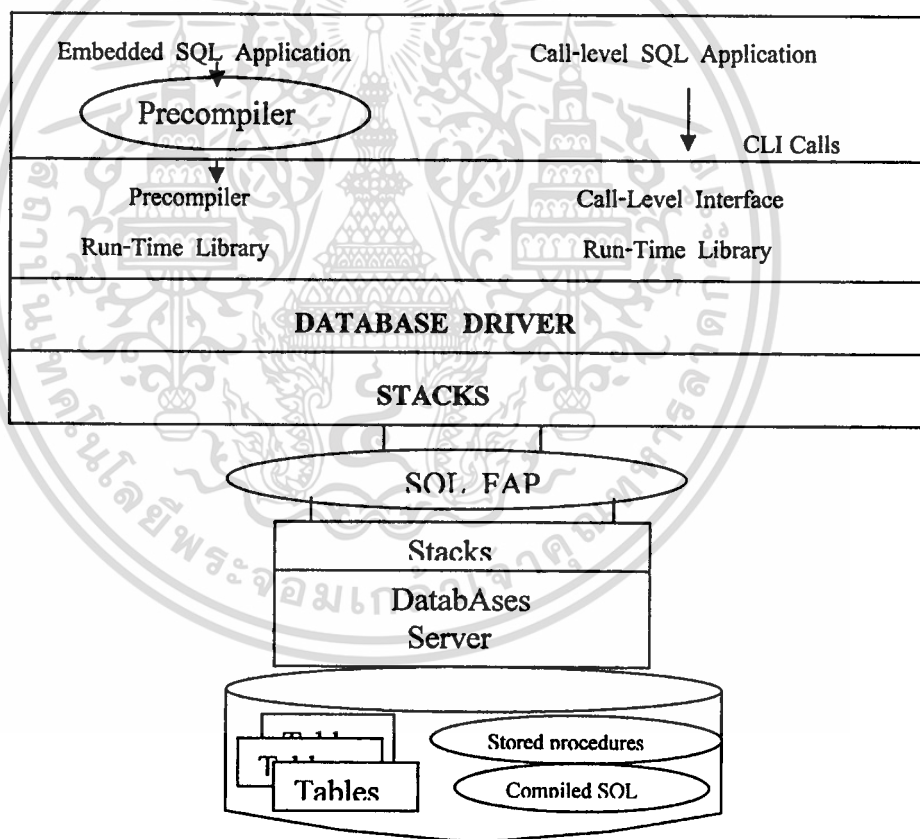 Embedded SQL Application
Call-level SQL Application
Precompiler
CLI Calls
Precompiler
Call-Level Interface
Run-Time Library
Run-Time Library
DATABASE DRIVER
STACKS
SQL FAP
Stacks
DatabAses
Server
Tables
Stored procedures
Compiled SQL